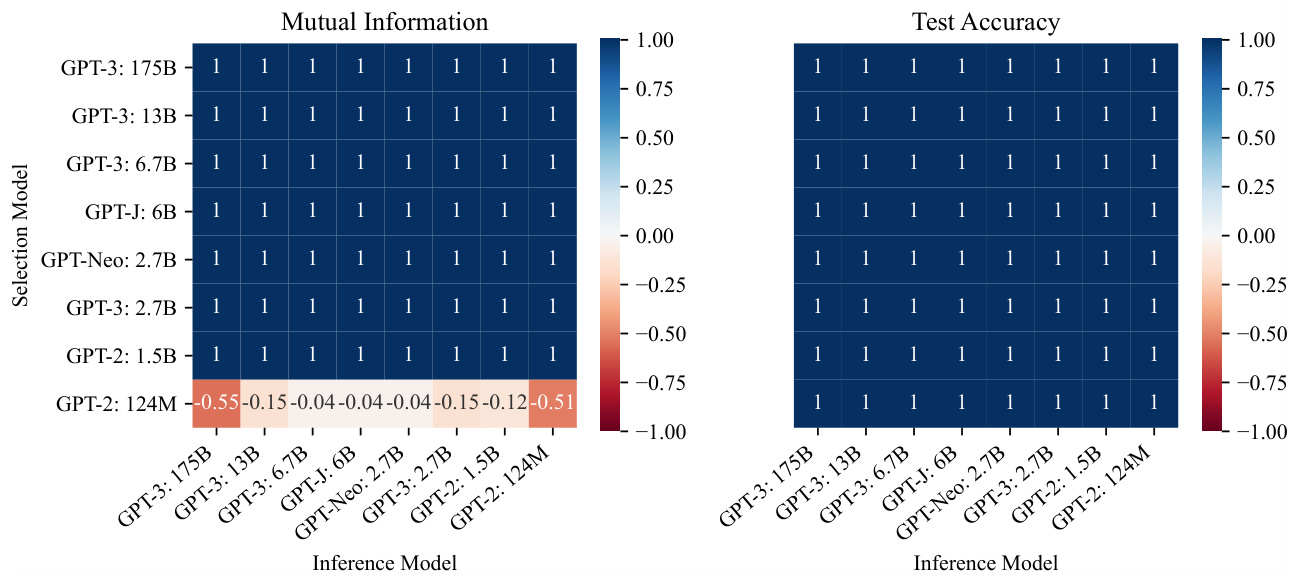 Mutual Information
Test Accuracy
Selection Model
GPT-3: 175B 1 1 1 1 1 1 1 1
GPT-3: 13B 1 1 1 1 1 1 1 1
GPT-3: 6.7B 1 1 1 1 1 1 1 1
GPT-J: 6B 1 1 1 1 1 1 1 1
GPT-Neo: 2.7B 1 1 1 1 1 1 1 1
GPT-3: 2.7B 1 1 1 1 1 1 1 1
GPT-2: 1.5B 1 1 1 1 1 1 1 1
GPT-2: 124M -0.55 -0.15 -0.04 -0.04 -0.04 -0.15 -0.12 -0.51
GPT-3: 175B
GPT-3: 13B
GPT-3: 6.7B
GPT-J: 6B
GPT-Neo: 2.7B
GPT-3: 2.7B
GPT-2: 1.5B
GPT-2: 124M
Inference Model
1.00
0.75
0.50
0.25
0.00
−0.25
−0.50
−0.75
−1.00
1 1 1 1 1 1 1 1
1 1 1 1 1 1 1 1
1 1 1 1 1 1 1 1
1 1 1 1 1 1 1 1
1 1 1 1 1 1 1 1
1 1 1 1 1 1 1 1
1 1 1 1 1 1 1 1
1 1 1 1 1 1 1 1
GPT-3: 175B
GPT-3: 13B
GPT-3: 6.7B
GPT-J: 6B
GPT-Neo: 2.7B
GPT-3: 2.7B
GPT-2: 1.5B
GPT-2: 124M
Inference Model
1.00
0.75
0.50
0.25
0.00
−0.25
−0.50
−0.75
−1.00